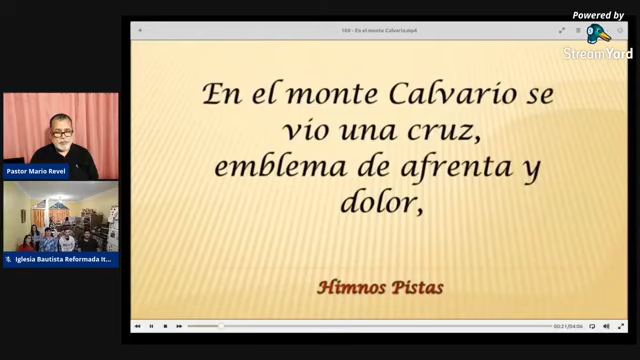 Powered by
StreamYard
169 - En el monte Calvario.mp4
En el monte Calvario se
vio una cruz,
emblema de afrenta y
dolor,
Himnos Pistas
Pastor Mario Revel
Iglesia Bautista Reformada It...
00:21/04:06